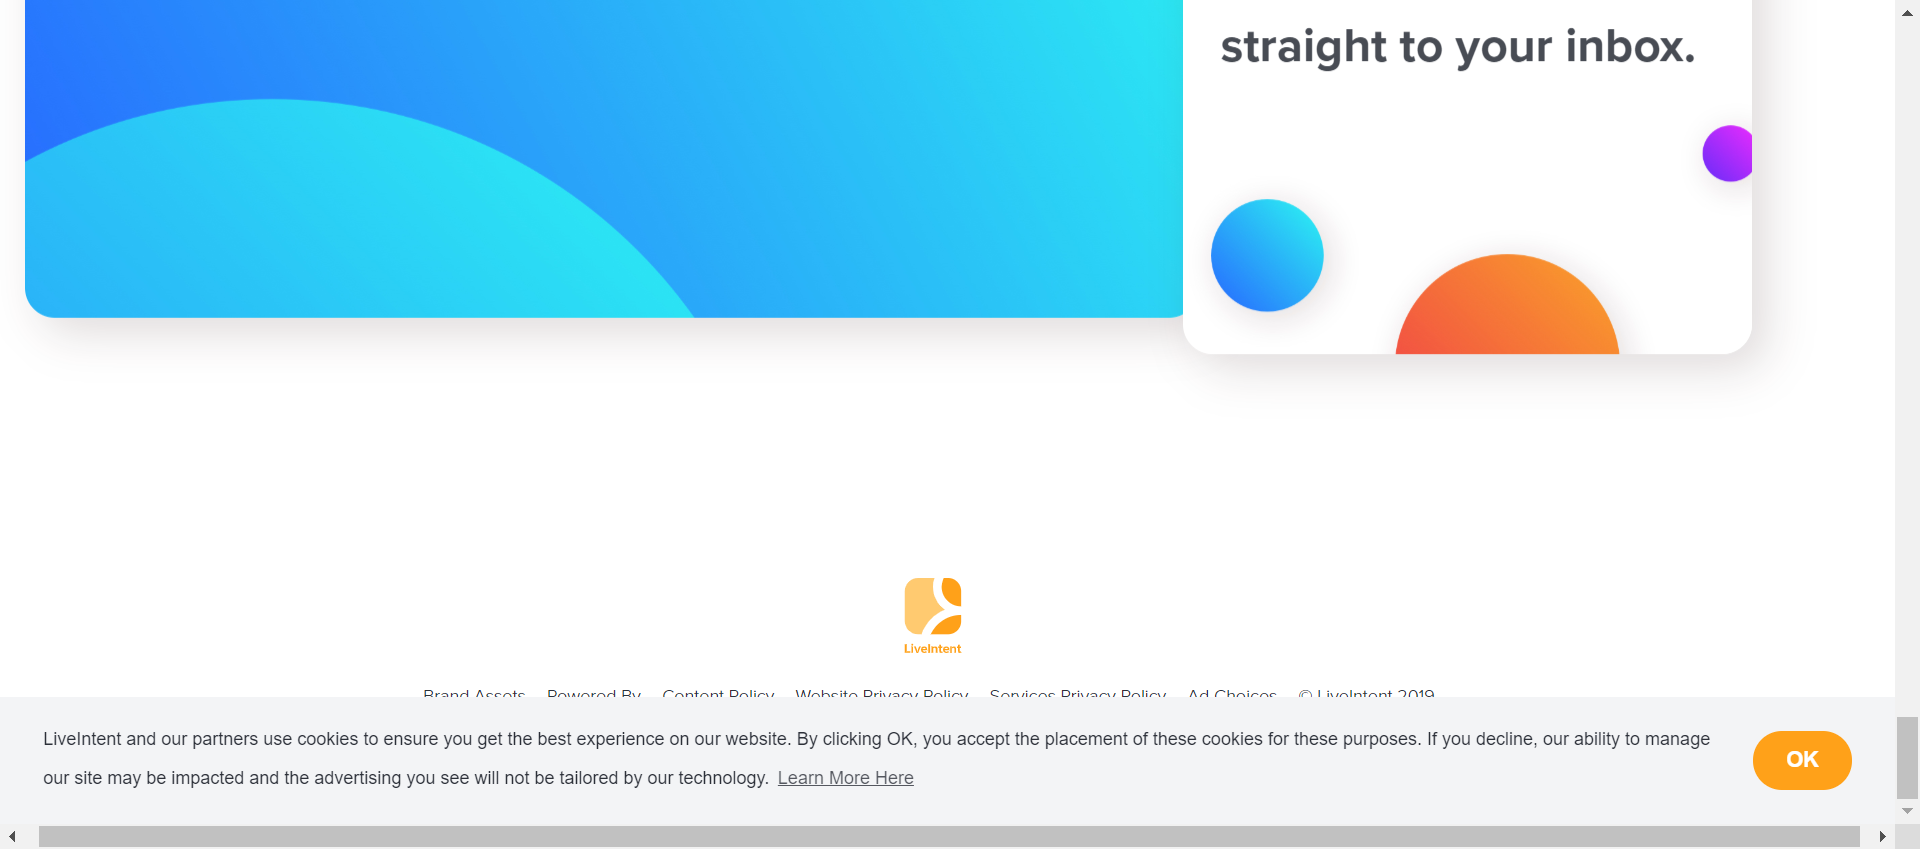 straight to your inbox.
LiveIntent
Brand Assets Powered By Content Policy Website Privacy Policy Services Privacy Policy Ad Choices © LiveIntent 2019
LiveIntent and our partners use cookies to ensure you get the best experience on our website. By clicking OK, you accept the placement of these cookies for these purposes. If you decline, our ability to manage
our site may be impacted and the advertising you see will not be tailored by our technology. Learn More Here
OK